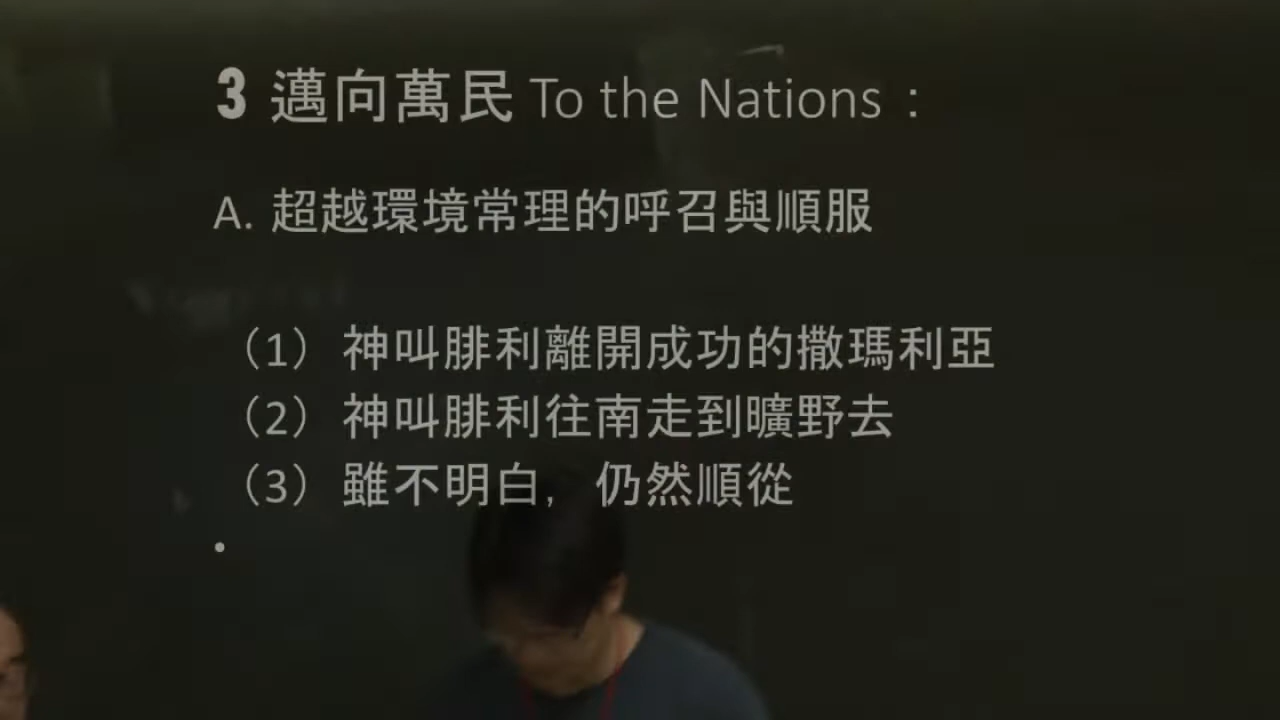 3 邁向萬民 To the Nations：
A. 超越環境常理的呼召與順服
（1） 神叫腓利離開成功的撒瑪利亞
（2） 神叫腓利往南走到曠野去
（3） 雖不明白，仍然順從
•